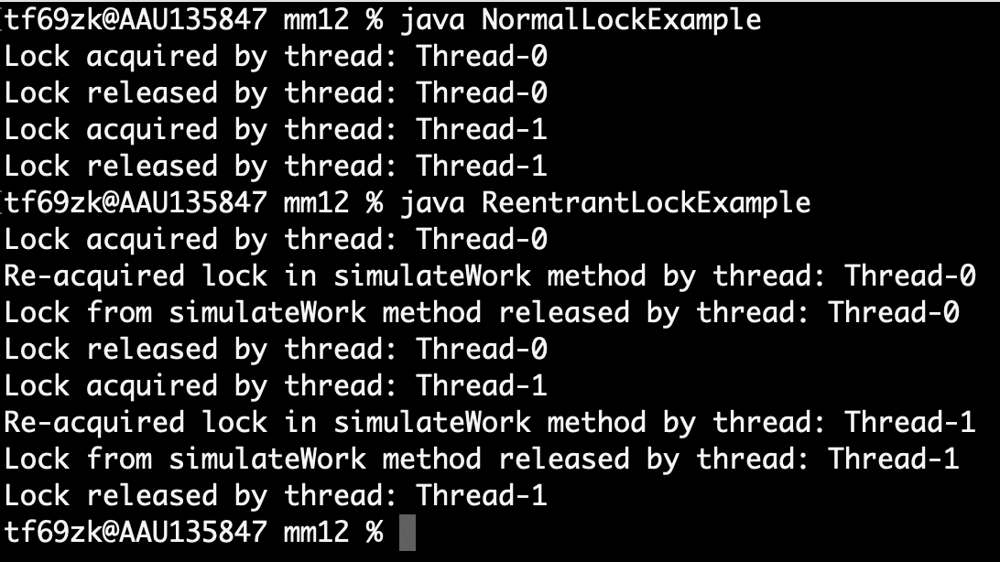 tf69zk@AAU135847 mm12 % java NormalLockExample
Lock acquired by thread: Thread-0
Lock released by thread: Thread-0
Lock acquired by thread: Thread-1
Lock released by thread: Thread-1
tf69zk@AAU135847 mm12 % java ReentrantLockExample
Lock acquired by thread: Thread-0
Re-acquired lock in simulateWork method by thread: Thread-0
Lock from simulateWork method released by thread: Thread-0
Lock released by thread: Thread-0
Lock acquired by thread: Thread-1
Re-acquired lock in simulateWork method by thread: Thread-1
Lock from simulateWork method released by thread: Thread-1
Lock released by thread: Thread-1
tf69zk@AAU135847 mm12 %